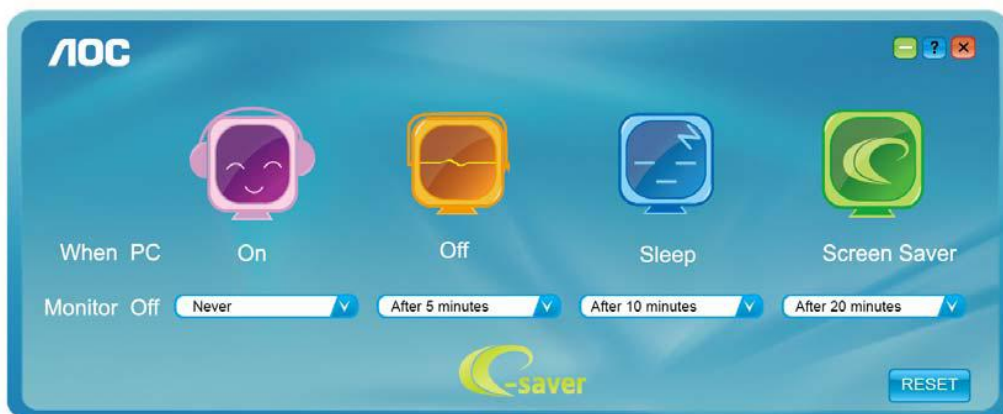 AOC
?
When PC On Off Sleep Screen Saver
Monitor Off Never After 5 minutes After 10 minutes After 20 minutes
e-saver
RESET